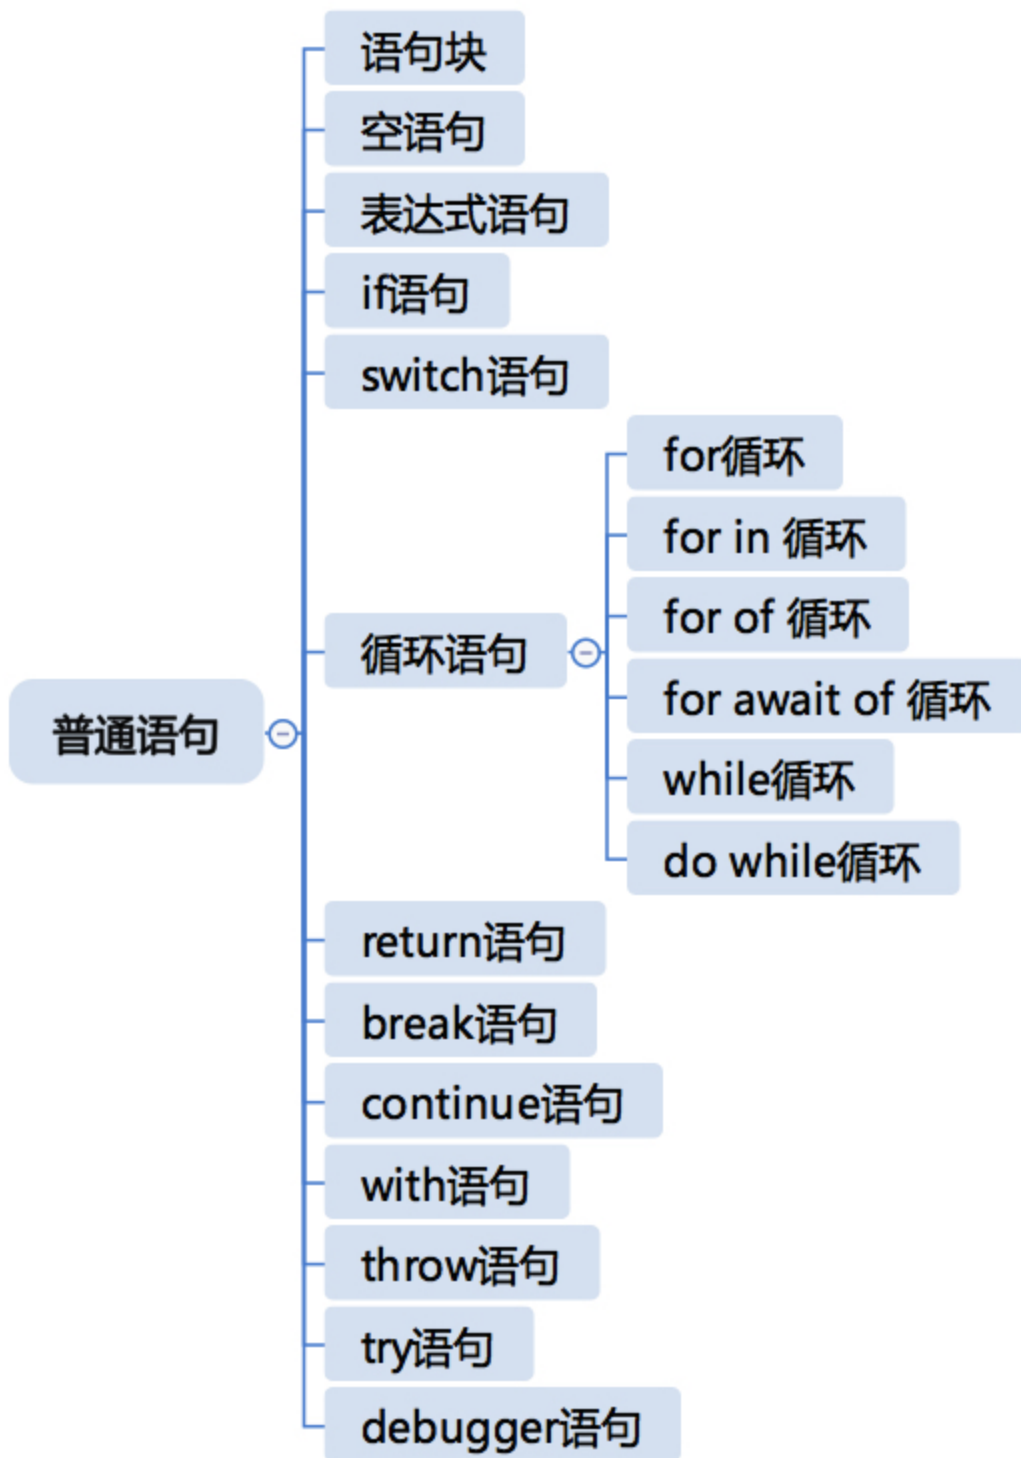 语句块
空语句
表达式语句
if语句
switch语句
for循环
for in 循环
for of 循环
循环语句
for await of 循环
普通语句
while循环
do while循环
return语句
break语句
continue语句
with语句
throw语句
try语句
debugger语句